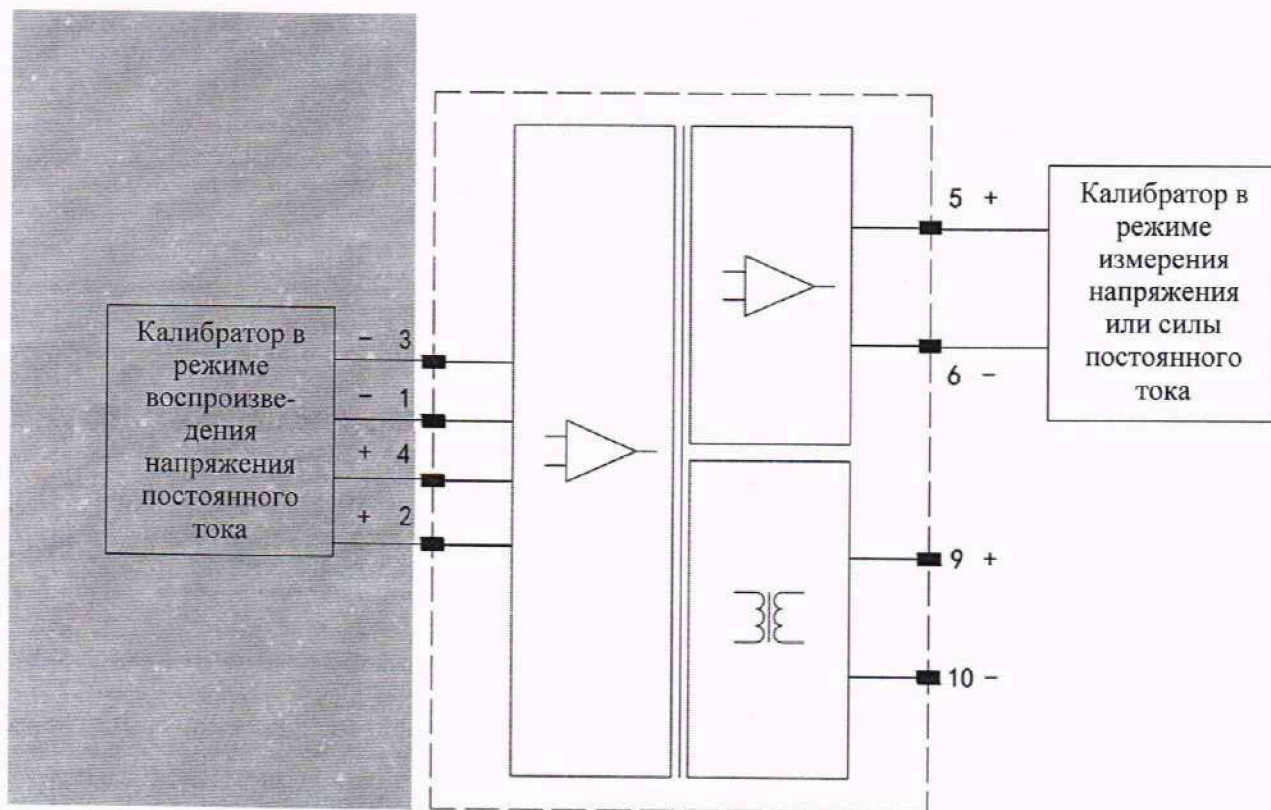 5 +
Калибратор в
режиме
измерения
напряжения
или силы
постоянного
тока
6 −
Калибратор в
режиме
воспроизве-
дения
напряжения
постоянного
тока
− 3
− 1
+ 4
+ 2
9 +
10 −